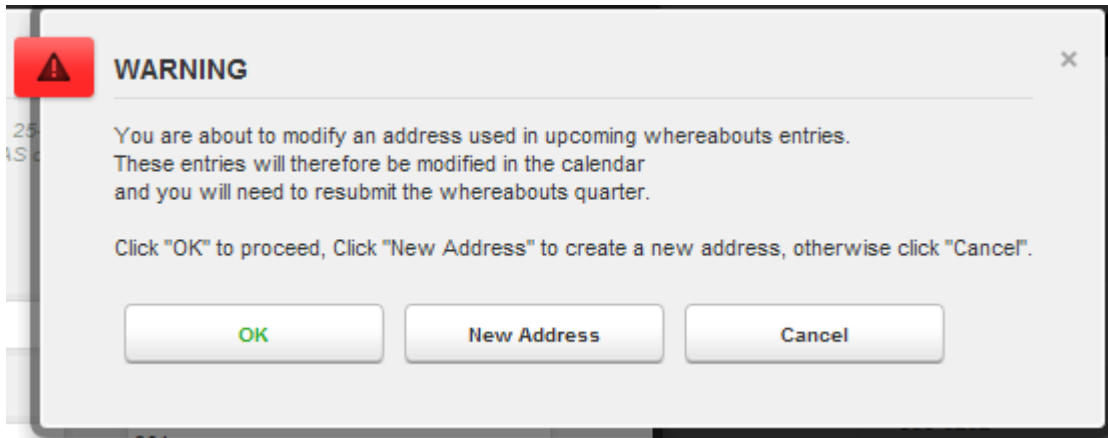 WARNING
×
25
AS
You are about to modify an address used in upcoming whereabouts entries.
These entries will therefore be modified in the calendar
and you will need to resubmit the whereabouts quarter.
Click "OK" to proceed, Click "New Address" to create a new address, otherwise click "Cancel".
OK
New Address
Cancel